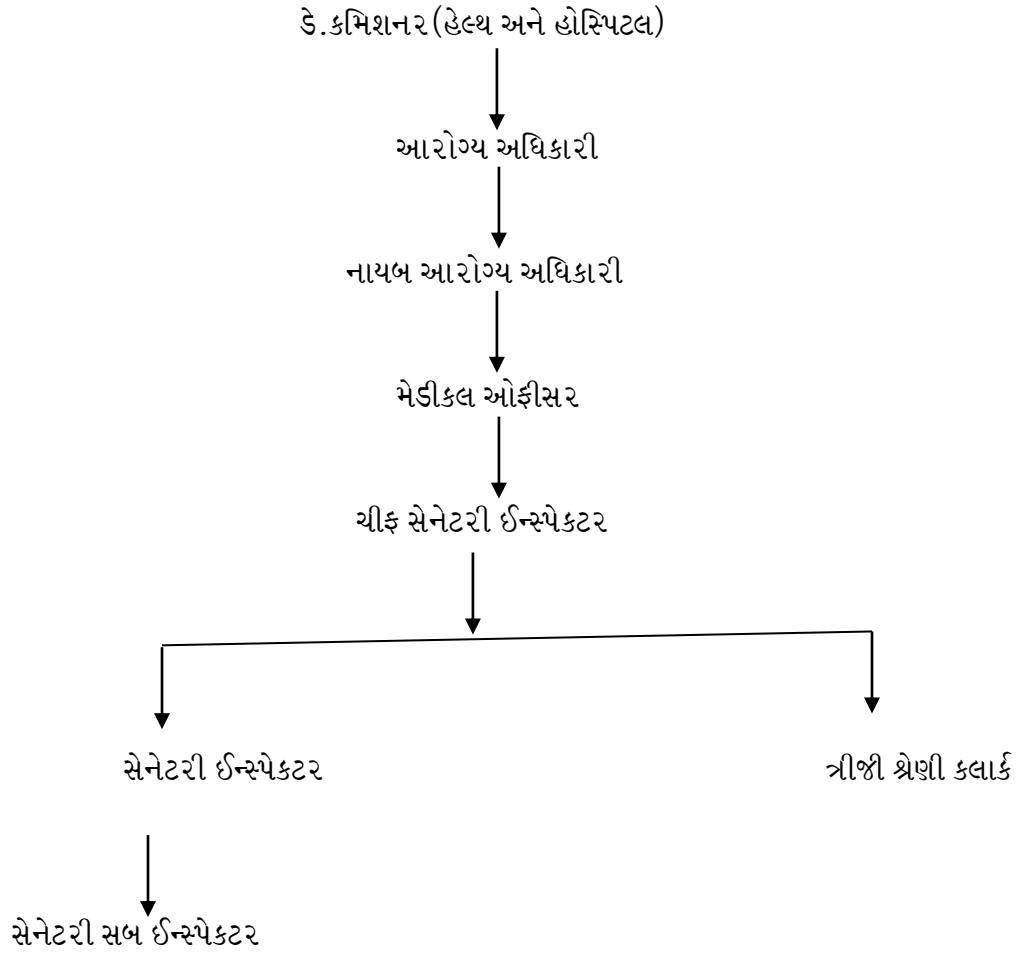 ડે.કમિશનર(હેલ્થ અને હોસ્પિટલ)
આરોગ્ય અધિકારી
નાયબ આરોગ્ય અધિકારી
મેડીકલ ઓફીસર
ચીફ સેનેટરી ઈન્સ્પેકટર
સેનેટરી ઈન્સ્પેકટર
ત્રીજી શ્રેણી કલાર્ક
સેનેટરી સબ ઈન્સ્પેકટર